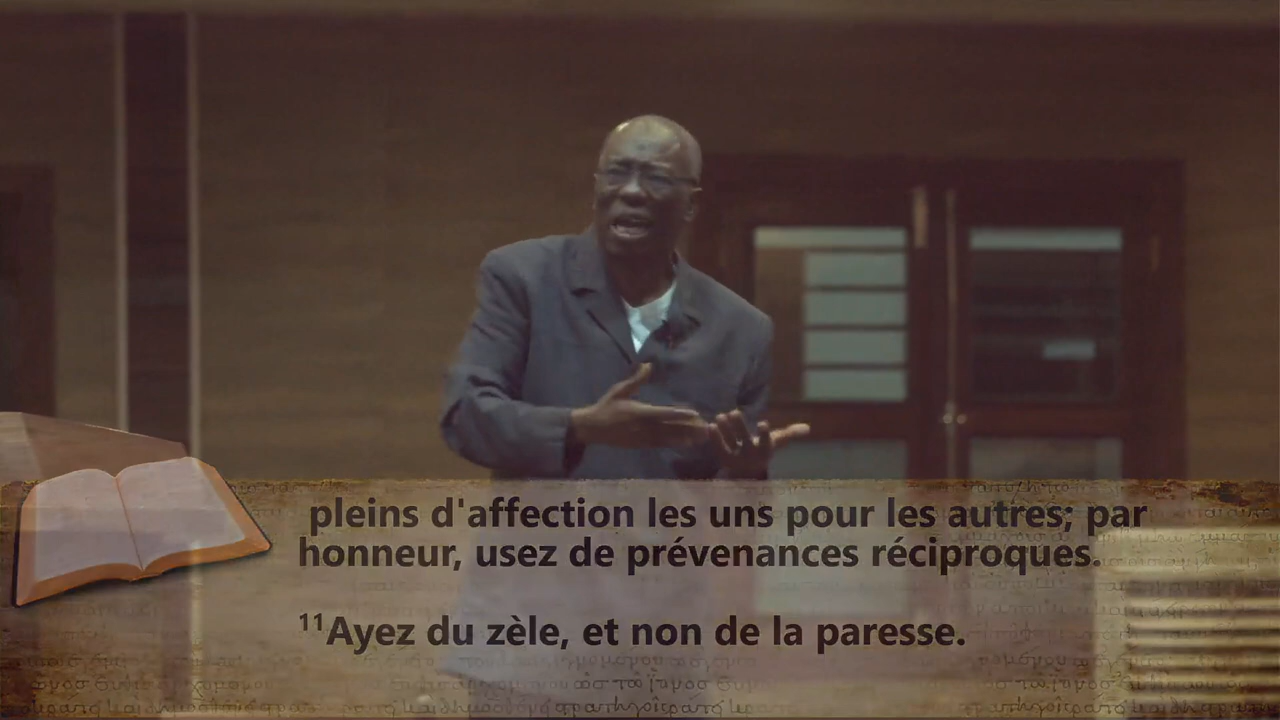 pleins d'affection les uns pour les autres; par
honneur, usez de prévenances réciproques.
¹¹Ayez du zèle, et non de la paresse.